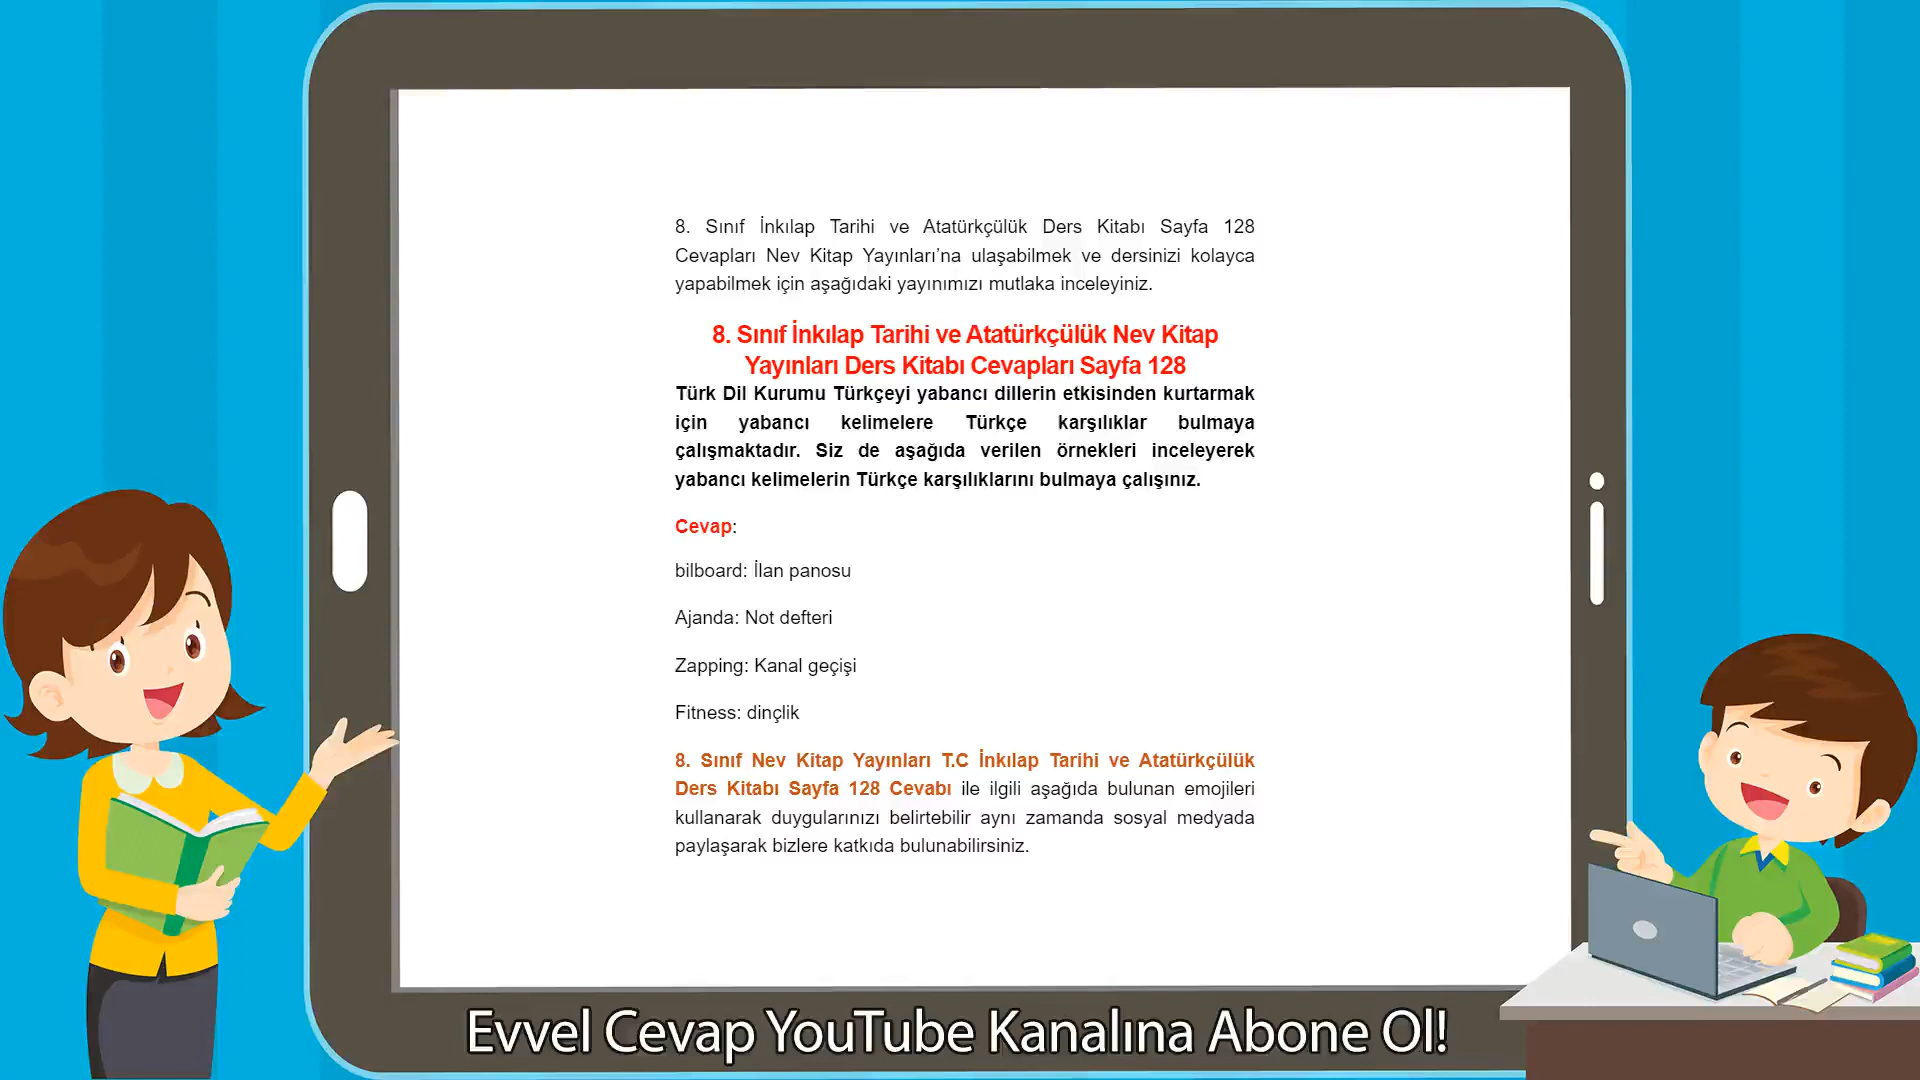 8. Sınıf İnkılap Tarihi ve Atatürkçülük Ders Kitabı Sayfa 128
Cevapları Nev Kitap Yayınları’na ulaşabilmek ve dersinizi kolayca
yapabilmek için aşağıdaki yayınımızı mutlaka inceleyiniz.
8. Sınıf İnkılap Tarihi ve Atatürkçülük Nev Kitap
Yayınları Ders Kitabı Cevapları Sayfa 128
Türk Dil Kurumu Türkçeyi yabancı dillerin etkisinden kurtarmak
için yabancı kelimelere Türkçe karşılıklar bulmaya
çalışmaktadır. Siz de aşağıda verilen örnekleri inceleyerek
yabancı kelimelerin Türkçe karşılıklarını bulmaya çalışınız.
Cevap:
bilboard: İlan panosu
Ajanda: Not defteri
Zapping: Kanal geçişi
Fitness: dinçlik
8. Sınıf Nev Kitap Yayınları T.C İnkılap Tarihi ve Atatürkçülük
Ders Kitabı Sayfa 128 Cevabı ile ilgili aşağıda bulunan emojileri
kullanarak duygularınızı belirtebilir aynı zamanda sosyal medyada
paylaşarak bizlere katkıda bulunabilirsiniz.
Evvel Cevap YouTube Kanalına Abone Ol!